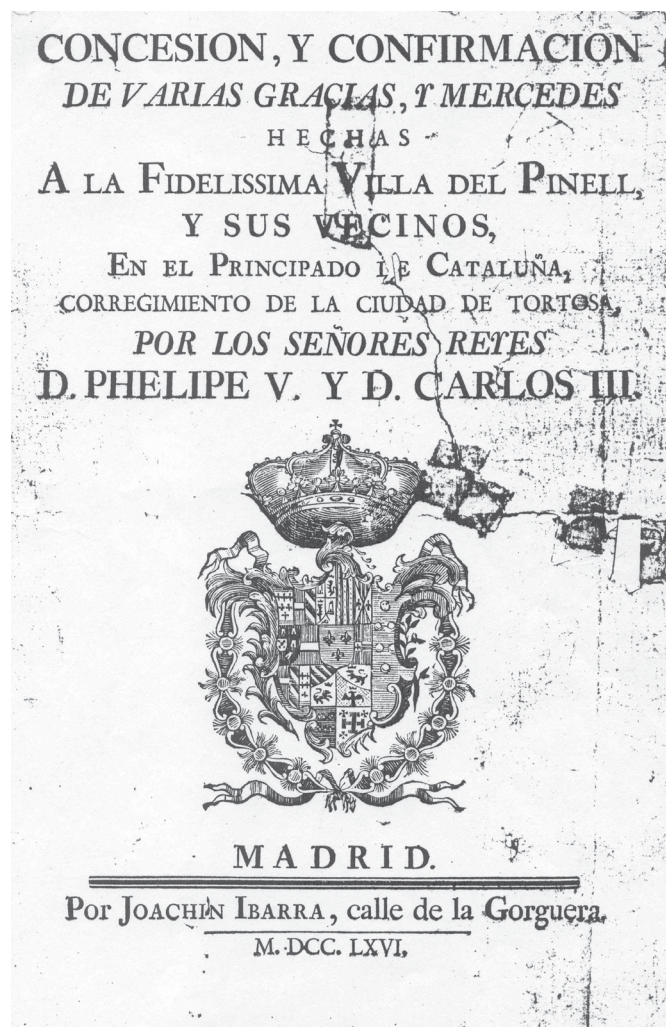 CONCESION, Y CONFIRMACION
DE VARIAS GRACIAS, Y MERCEDES
HECHAS
A LA FIDELISSIMA VILLA DEL PINELL,
Y SUS VECINOS,
EN EL PRINCIPADO DE CATALUÑA,
CORREGIMIENTO DE LA CIUDAD DE TORTOSA,
POR LOS SEÑORES REYES
D. PHELIPE V. Y D. CARLOS III.
MADRID.
Por JOACHIN IBARRA, calle de la Gorguera.
M. DCC. LXVI.